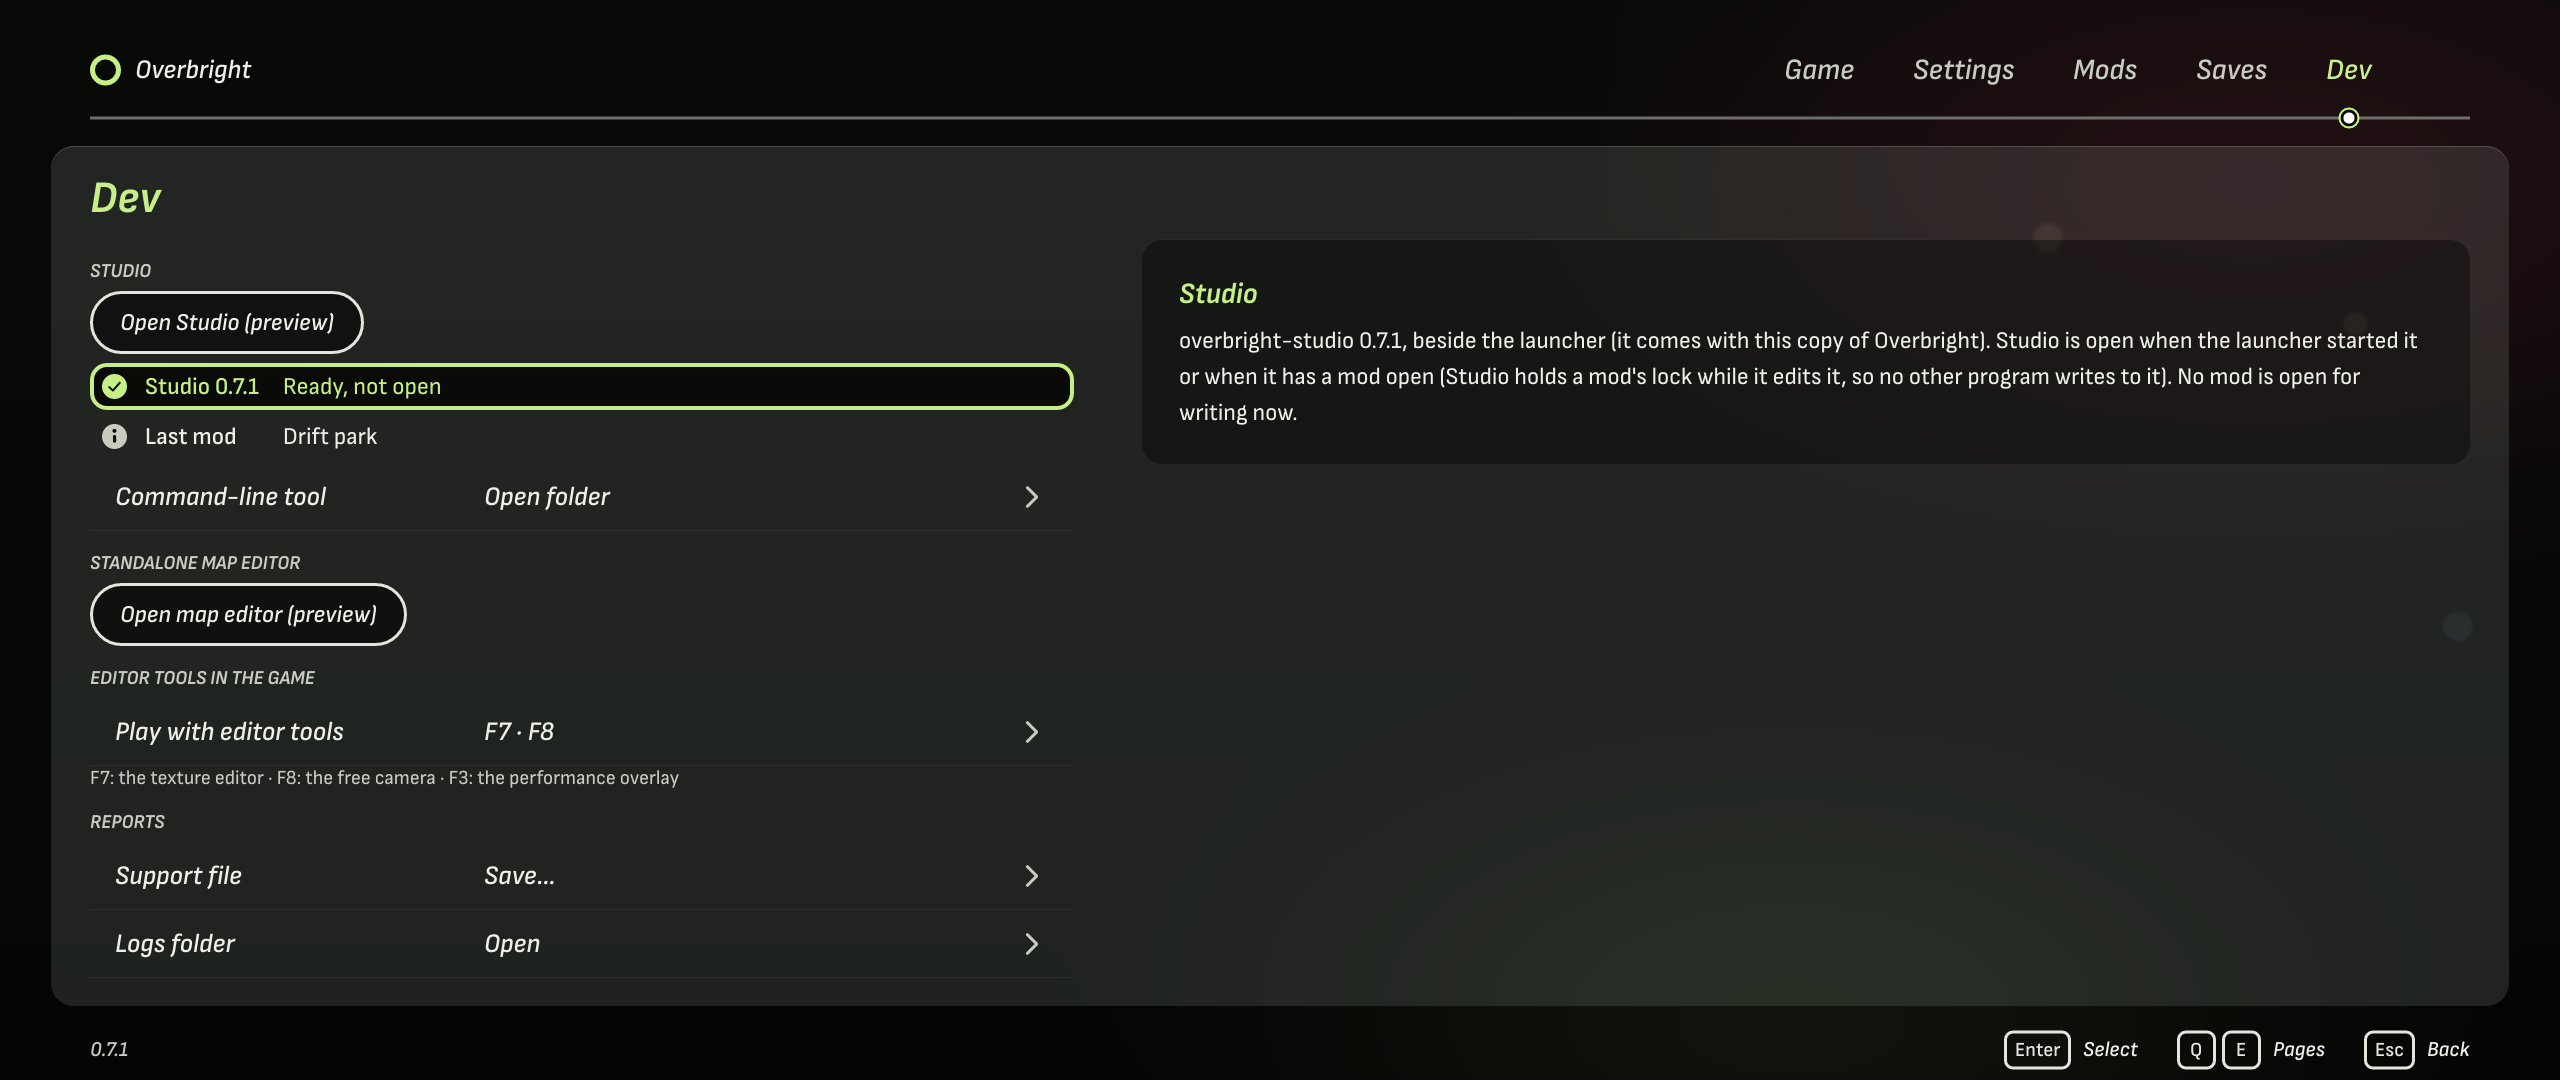 Overbright
Game Settings Mods Saves Dev
Dev
STUDIO
Open Studio (preview)
Studio 0.7.1 Ready, not open
Last mod Drift park
Command-line tool Open folder
STANDALONE MAP EDITOR
Open map editor (preview)
EDITOR TOOLS IN THE GAME
Play with editor tools F7 · F8
F7: the texture editor · F8: the free camera · F3: the performance overlay
REPORTS
Support file Save...
Logs folder Open
Studio
overbright-studio 0.7.1, beside the launcher (it comes with this copy of Overbright). Studio is open when the launcher started it
or when it has a mod open (Studio holds a mod's lock while it edits it, so no other program writes to it). No mod is open for
writing now.
0.7.1
Enter Select Q E Pages Esc Back